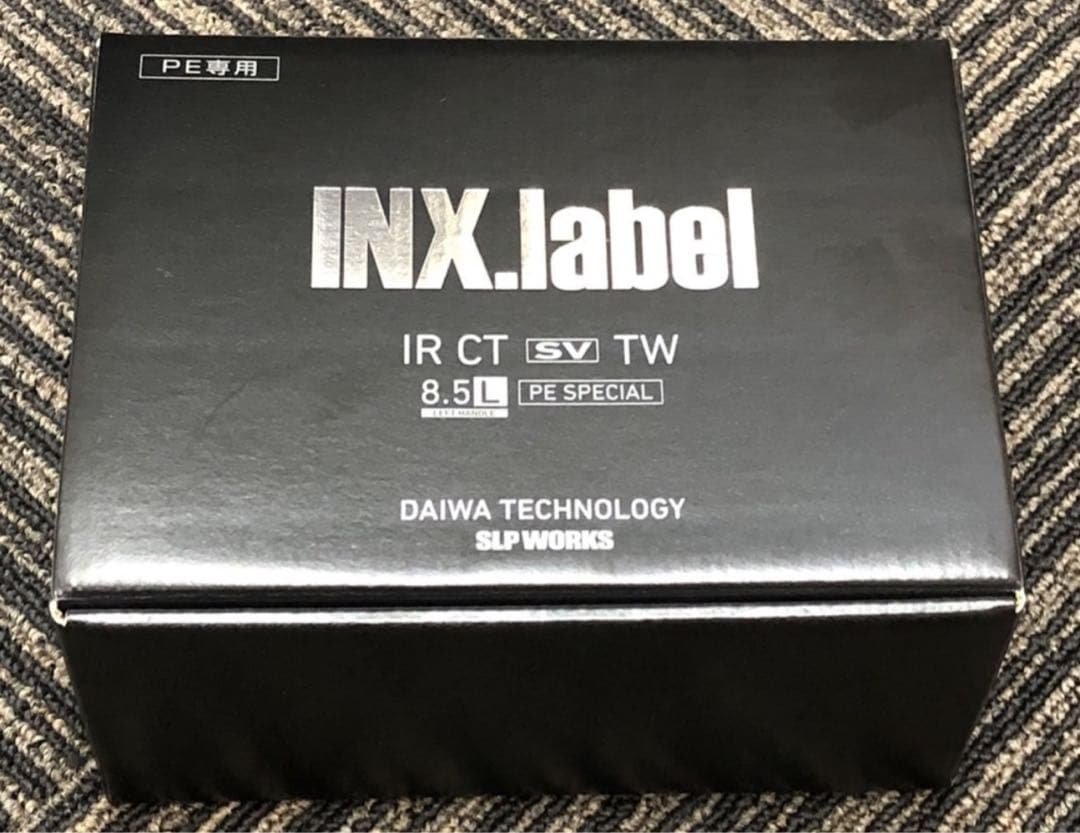 PE専用
INX.label
IR CT SV TW
8.5L PE SPECIAL
LEFT HANDLE
DAIWA TECHNOLOGY
SLP WORKS